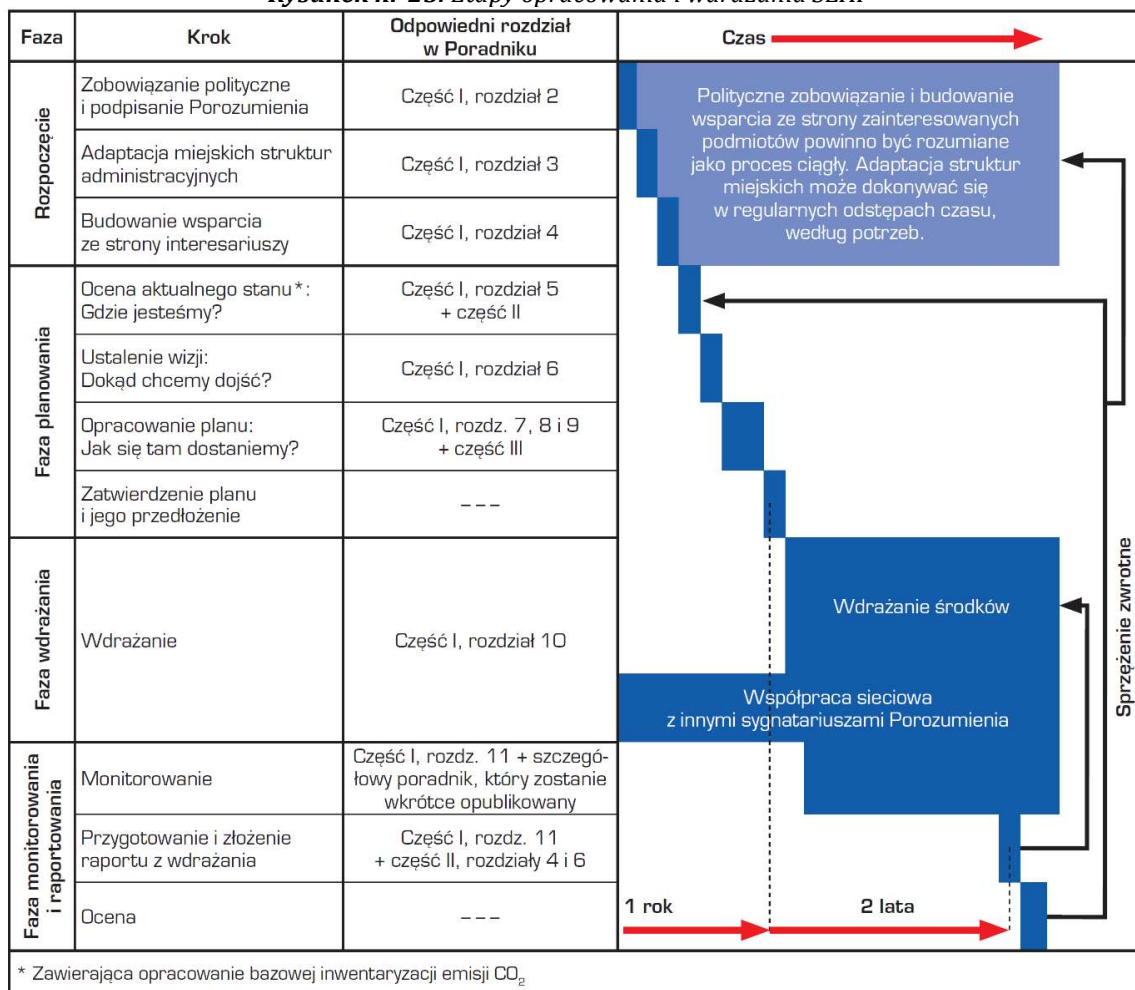 Rysunek nr Etapy opracowania i wdrażania
Faza
Krok
Odpowiedni rozdział
w Poradniku
Czas
Rozpoczęcie
Zobowiązanie polityczne
i podpisanie Porozumienia
Część I, rozdział 2
Adaptacja miejskich struktur
administracyjnych
Część I, rozdział 3
Budowanie wsparcia
ze strony interesariuszy
Część I, rozdział 4
Polityczne zobowiązanie i budowanie
wsparcia ze strony zainteresowanych
podmiotów powinno być rozumiane
jako proces ciągły. Adaptacja struktur
miejskich może dokonywać się
w regularnych odstępach czasu,
według potrzeb.
Faza planowania
Ocena aktualnego stanu*:
Gdzie jesteśmy?
Część I, rozdział 5
+ część II
Ustalenie wizji:
Dokąd chcemy dojść?
Część I, rozdział 6
Opracowanie planu:
Jak się tam dostaniemy?
Część I, rozdz. 7, 8 i 9
+ część III
Zatwierdzenie planu
i jego przedłożenie
– – –
Faza wdrażania
Wdrażanie
Część I, rozdział 10
Wdrażanie środków
Współpraca sieciowa
z innymi sygnatariuszami Porozumienia
Faza monitorowania
i raportowania
Monitorowanie
Część I, rozdz. 11 + szczegó-
łowy poradnik, który zostanie
wkrótce opublikowany
Przygotowanie i złożenie
raportu z wdrażania
Część I, rozdz. 11
+ część II, rozdziały 4 i 6
Ocena
– – –
1 rok
2 lata
Sprzężenie zwrotne
* Zawierająca opracowanie bazowej inwentaryzacji emisji CO₂